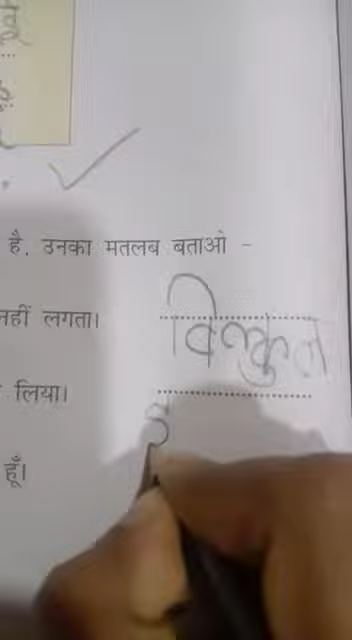 है, उनका मतलब बताओ –
नहीं लगता।
विल्कुल
लिया।
हूँ।